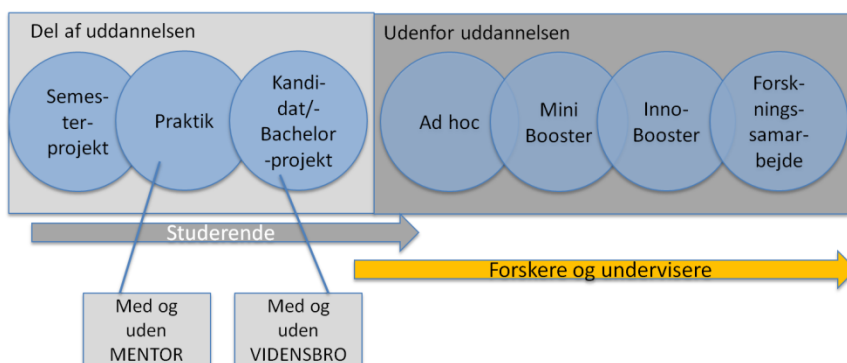 Del af uddannelsen
Udenfor uddannelsen
Semes-
ter-
projekt
Praktik
Kandi-
dat/-
Bachelor
-projekt
Ad hoc
Mini
Booster
Inno-
Booster
Forsk-
nings-
samar-
bejde
Studerende
Forskere og undervisere
Med og
uden
MENTOR
Med og
uden
VIDENSBRO